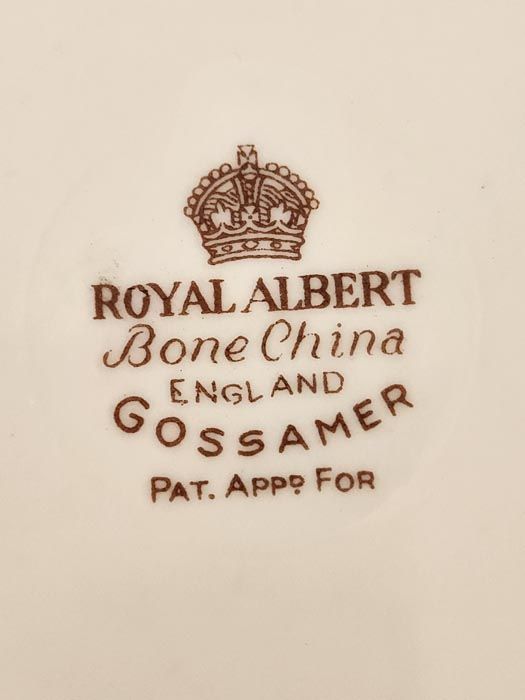 ROYAL ALBERT
Bone China
ENGLAND
GOSSAMER
PAT. APPD FOR